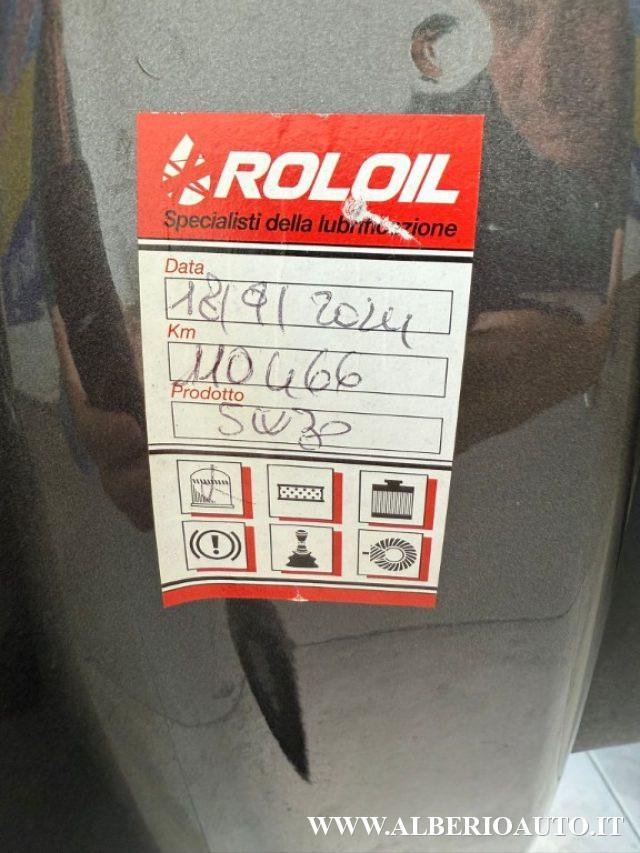 ROLOIL
Specialisti della lubrificazione
Data
18/9/2024
Km
110466
Prodotto
5W30
WWW.ALBERIOAUTO.IT